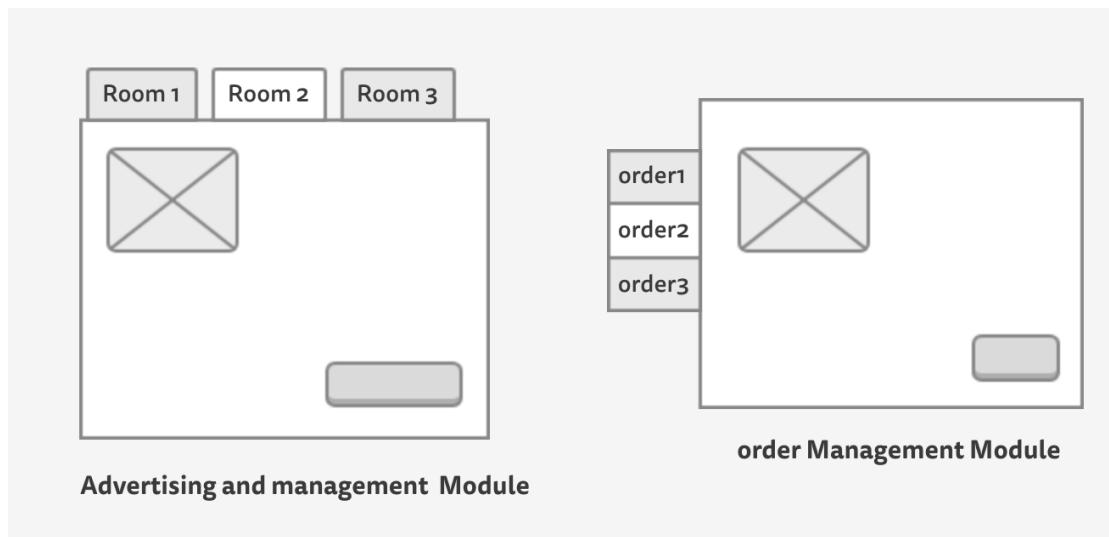 Room 1
Room 2
Room 3
Advertising and management Module
order1
order2
order3
order Management Module